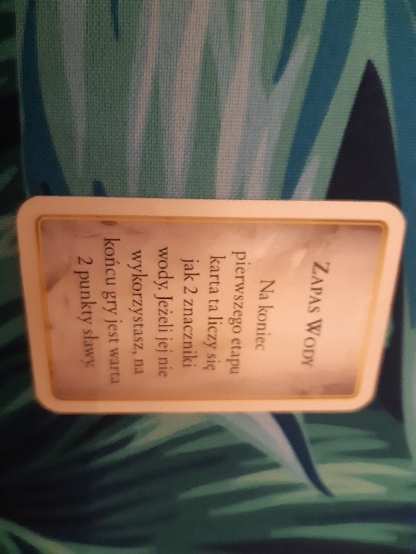 Zapas Wody
Na koniec
pierwszego etapu
karta ta liczy się
jak 2 znaczniki
wody. Jeżeli jej nie
wykorzystasz, na
końcu gry jest warta
2 punkty sławy.